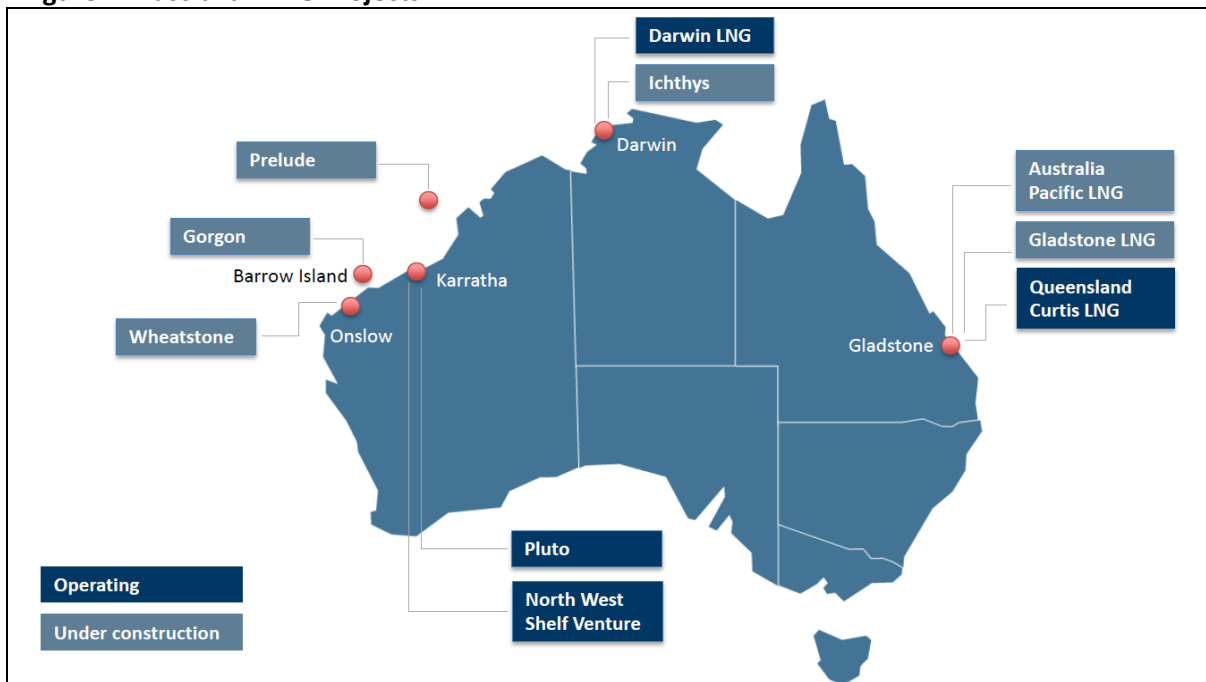 Darwin LNG
Ichthys
Darwin
Prelude
Australia
Pacific LNG
Gorgon
Gladstone LNG
Barrow Island
Karratha
Queensland
Curtis LNG
Wheatstone
Onslow
Gladstone
Pluto
Operating
North West
Shelf Venture
Under construction